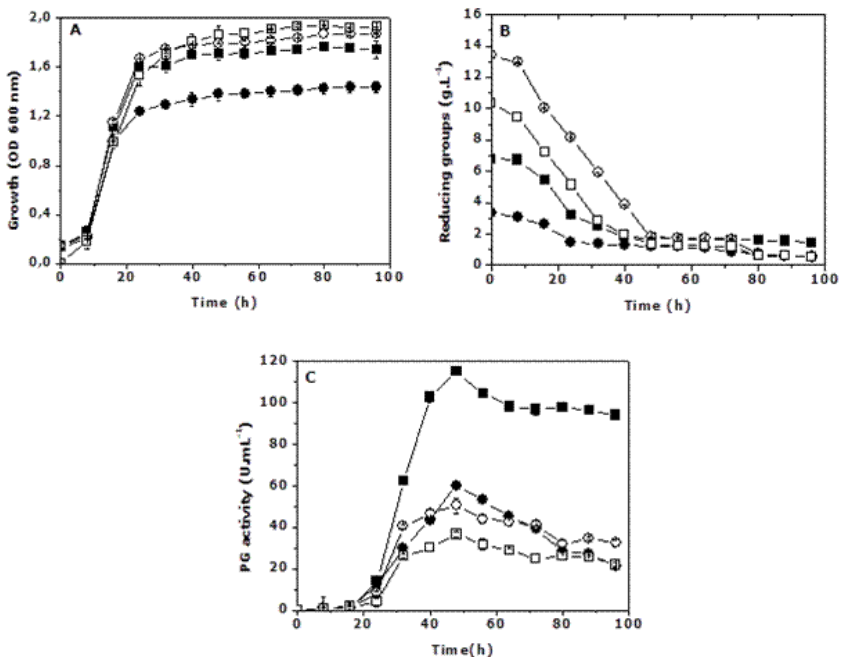 A
Growth (OD 600 nm)
2,0
1,6
1,2
0,8
0,4
0,0
0 20 40 60 80 100
Time (h)
B
Reducing groups (g.L⁻¹)
16
14
12
10
8
6
4
2
0
0 20 40 60 80 100
Time (h)
C
PG activity (U.mL⁻¹)
120
100
80
60
40
20
0
0 20 40 60 80 100
Time(h)